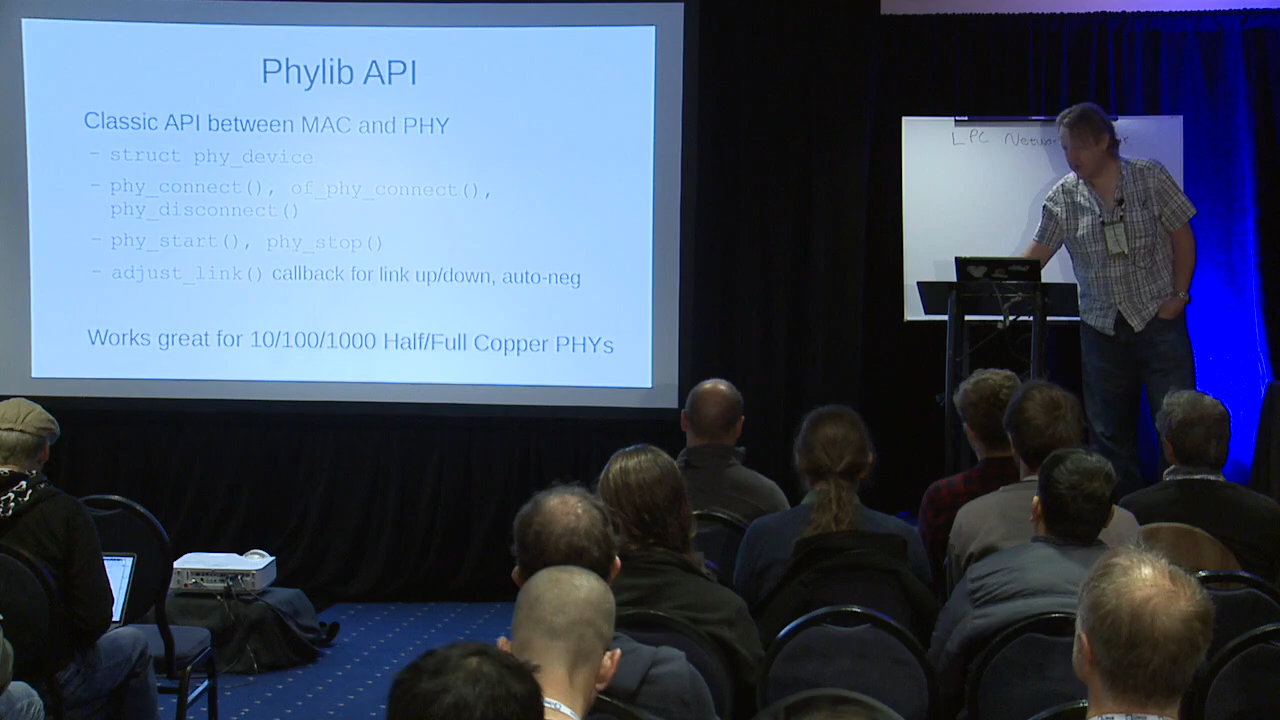 Phylib API
Classic API between MAC and PHY
– struct phy_device
– phy_connect(), of_phy_connect(),
phy_disconnect()
– phy_start(), phy_stop()
– adjust_link() callback for link up/down, auto-neg
Works great for 10/100/1000 Half/Full Copper PHYs
LPC